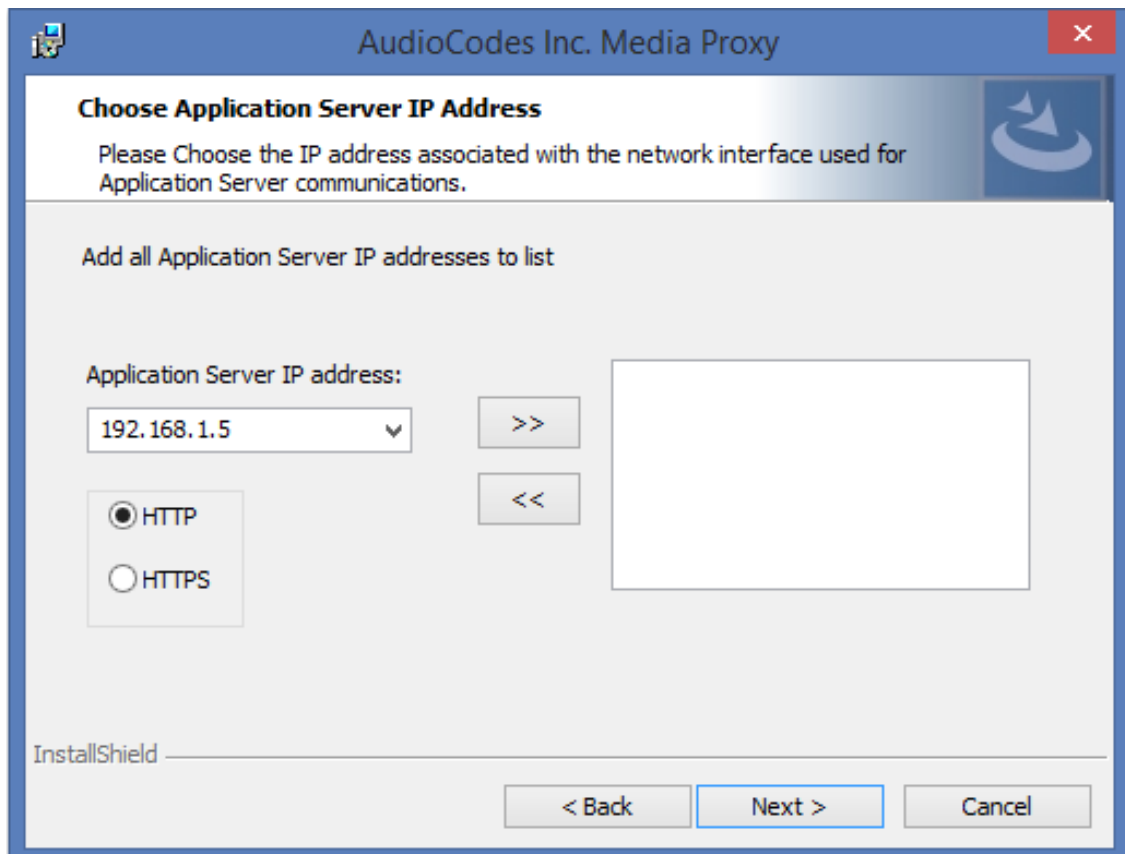 AudioCodes Inc. Media Proxy
Choose Application Server IP Address
Please Choose the IP address associated with the network interface used for
Application Server communications.
Add all Application Server IP addresses to list
Application Server IP address:
192.168.1.5
>>
<<
HTTP
HTTPS
InstallShield
< Back
Next >
Cancel